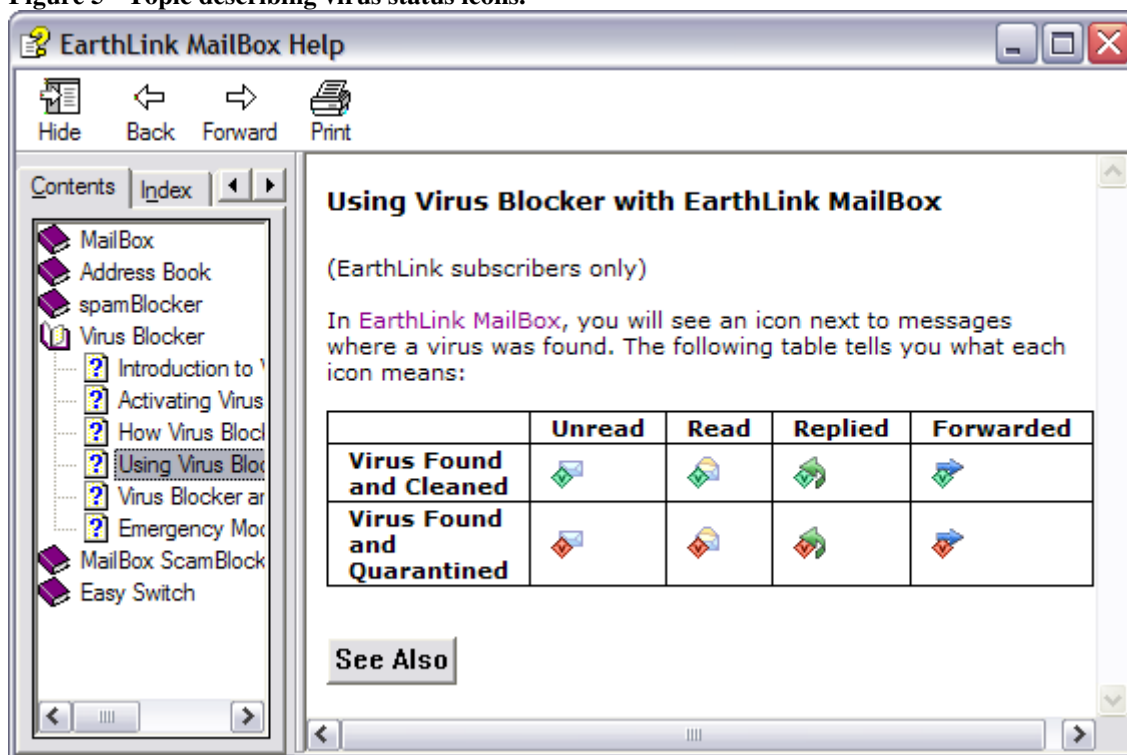 Figure 5 - Topic describing virus status icons.
EarthLink MailBox Help
Hide Back Forward Print
Contents Index
MailBox
Address Book
spamBlocker
Virus Blocker
Introduction to
Activating Virus
How Virus Bloc
Using Virus Bloc
Virus Blocker ar
Emergency Mod
MailBox ScamBlock
Easy Switch
Using Virus Blocker with EarthLink MailBox
(EarthLink subscribers only)
In EarthLink MailBox, you will see an icon next to messages
where a virus was found. The following table tells you what each
icon means:
Unread Read Replied Forwarded
Virus Found
and Cleaned
Virus Found
and
Quarantined
See Also